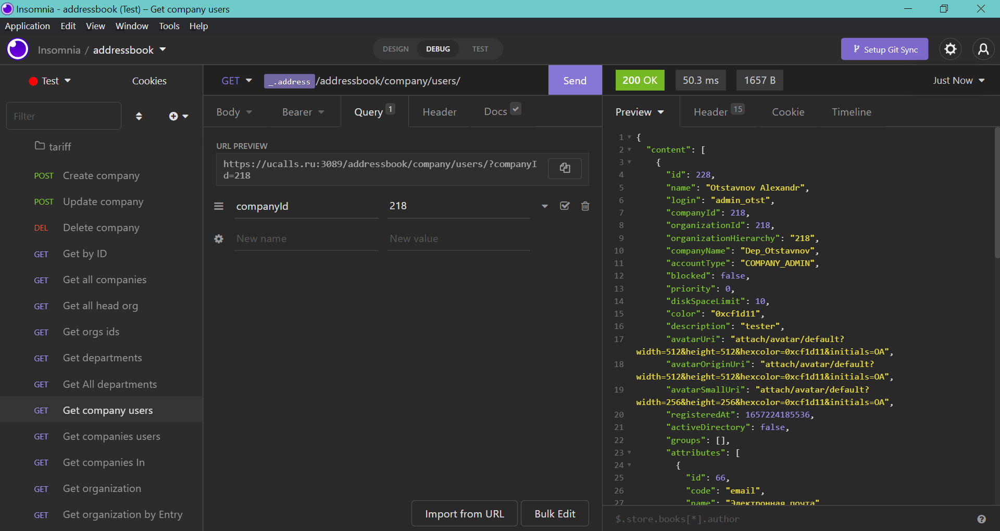 Insomnia - addressbook (Test) – Get company users
Application Edit View Window Tools Help
Insomnia / addressbook
DESIGN DEBUG TEST
Setup Git Sync
Test
Cookies
Filter
tariff
POST Create company
POST Update company
DEL Delete company
GET Get by ID
GET Get all companies
GET Get all head org
GET Get orgs ids
GET Get departments
GET Get All departments
GET Get company users
GET Get companies users
GET Get companies In
GET Get organization
GET Get organization by Entry
GET _.address /addressbook/company/users/
Send
Body Bearer Query 1 Header Docs
URL PREVIEW
https://ucalls.ru:3089/addressbook/company/users/?companyI
d=218
companyId 218
New name New value
Import from URL Bulk Edit
200 OK 50.3 ms 1657 B Just Now
Preview Header 15 Cookie Timeline
1 {
2 "content": [
3 {
4 "id": 228,
5 "name": "Otstavnov Alexandr",
6 "login": "admin_otst",
7 "companyId": 218,
8 "organizationId": 218,
9 "organizationHierarchy": "218",
10 "companyName": "Dep_Otstavnov",
11 "accountType": "COMPANY_ADMIN",
12 "blocked": false,
13 "priority": 0,
14 "diskSpaceLimit": 10,
15 "color": "0xcf1d11",
16 "description": "tester",
17 "avatarUri": "attach/avatar/default?
width=512&height=512&hexcolor=0xcf1d11&initials=OA",
18 "avatarOriginUri": "attach/avatar/default?
width=512&height=512&hexcolor=0xcf1d11&initials=OA",
19 "avatarSmallUri": "attach/avatar/default?
width=256&height=256&hexcolor=0xcf1d11&initials=OA",
20 "registeredAt": 1657224185536,
21 "activeDirectory": false,
22 "groups": [],
23 "attributes": [
24 {
25 "id": 66,
26 "code": "email",
27 "name": "Электронная почта"
$.store.books[*].author